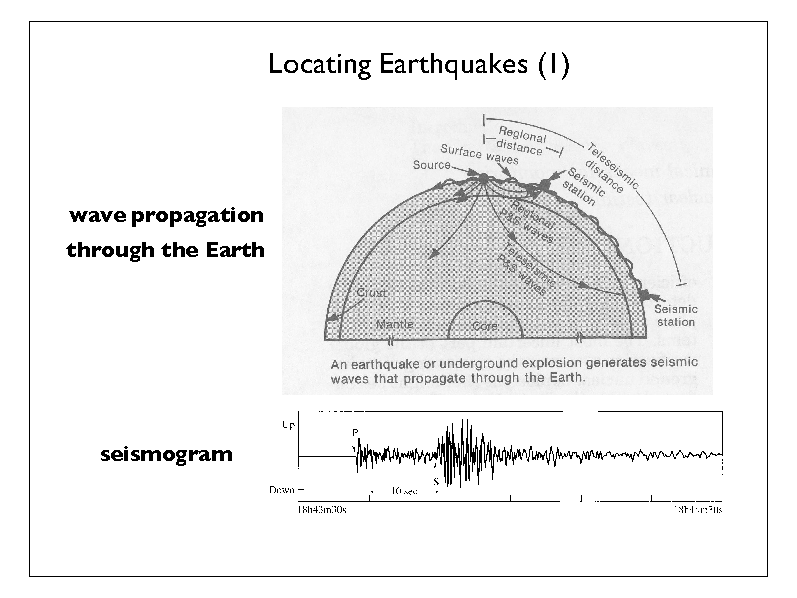 Locating Earthquakes (1)
Regional
distance
Teleseismic
distance
Surface waves
Source
Seismic
station
wave propagation
through the Earth
Regional
P&S waves
Teleseismic
P&S waves
Crust
Seismic
station
Mantle
Core
An earthquake or underground explosion generates seismic
waves that propagate through the Earth.
Up
P
seismogram
S
Down
10 sec
18h43m30s